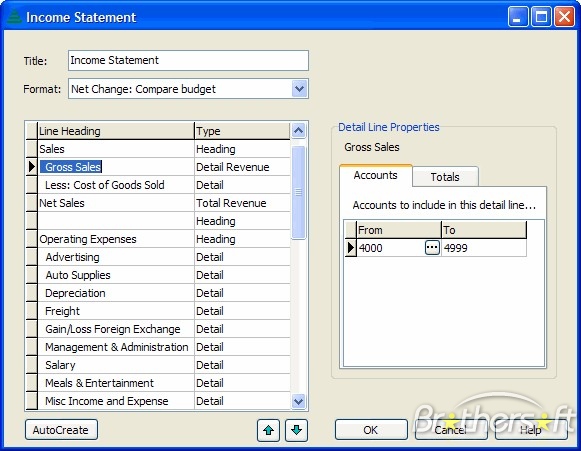 Income Statement
Title: Income Statement
Format: Net Change: Compare budget
Line Heading Type
Sales Heading
Gross Sales Detail Revenue
Less: Cost of Goods Sold Detail
Net Sales Total Revenue
Heading
Operating Expenses Heading
Advertising Detail
Auto Supplies Detail
Depreciation Detail
Freight Detail
Gain/Loss Foreign Exchange Detail
Management & Administration Detail
Salary Detail
Meals & Entertainment Detail
Misc Income and Expense Detail
AutoCreate
Detail Line Properties
Gross Sales
Accounts Totals
Accounts to include in this detail line...
From To
4000 ... 4999
OK Cancel Help
Brothersoft